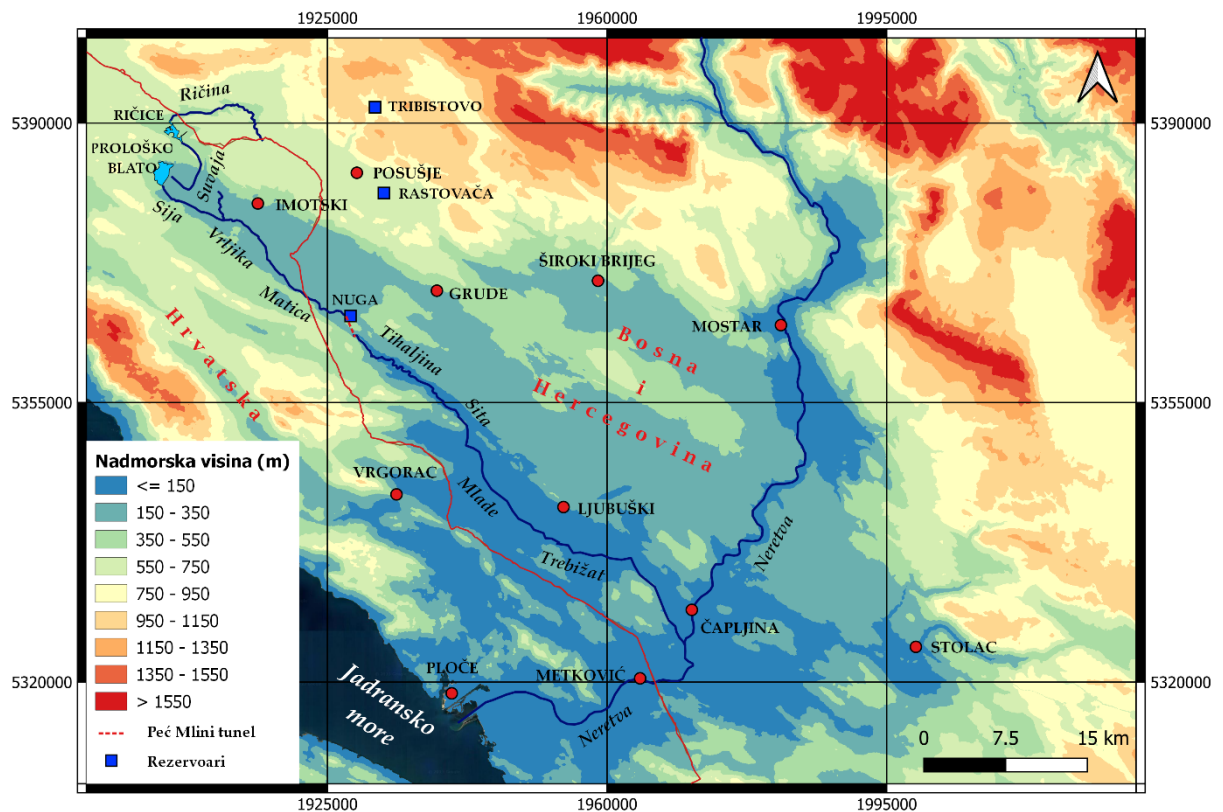 1925000
1960000
1995000
5390000
5390000
Ričina
TRIBISTOVO
RIČICE
PROLOŠKO
BLATO
Suvaja
POSUŠJE
RASTOVAČA
IMOTSKI
Sija
Vrljika
ŠIROKI BRIJEG
GRUDE
Matica
NUGA
MOSTAR
Hrvatska
Tihaljina
Bosna
i
Hercegovina
5355000
5355000
Sita
VRGORAC
Mlade
LJUBUŠKI
Trebižat
Neretva
ČAPLJINA
STOLAC
PLOČE
METKOVIĆ
5320000
5320000
Jadransko
more
Neretva
Nadmorska visina (m)
<= 150
150 - 350
350 - 550
550 - 750
750 - 950
950 - 1150
1150 - 1350
1350 - 1550
> 1550
Peć Mlini tunel
Rezervoari
0 7.5 15 km
1925000
1960000
1995000